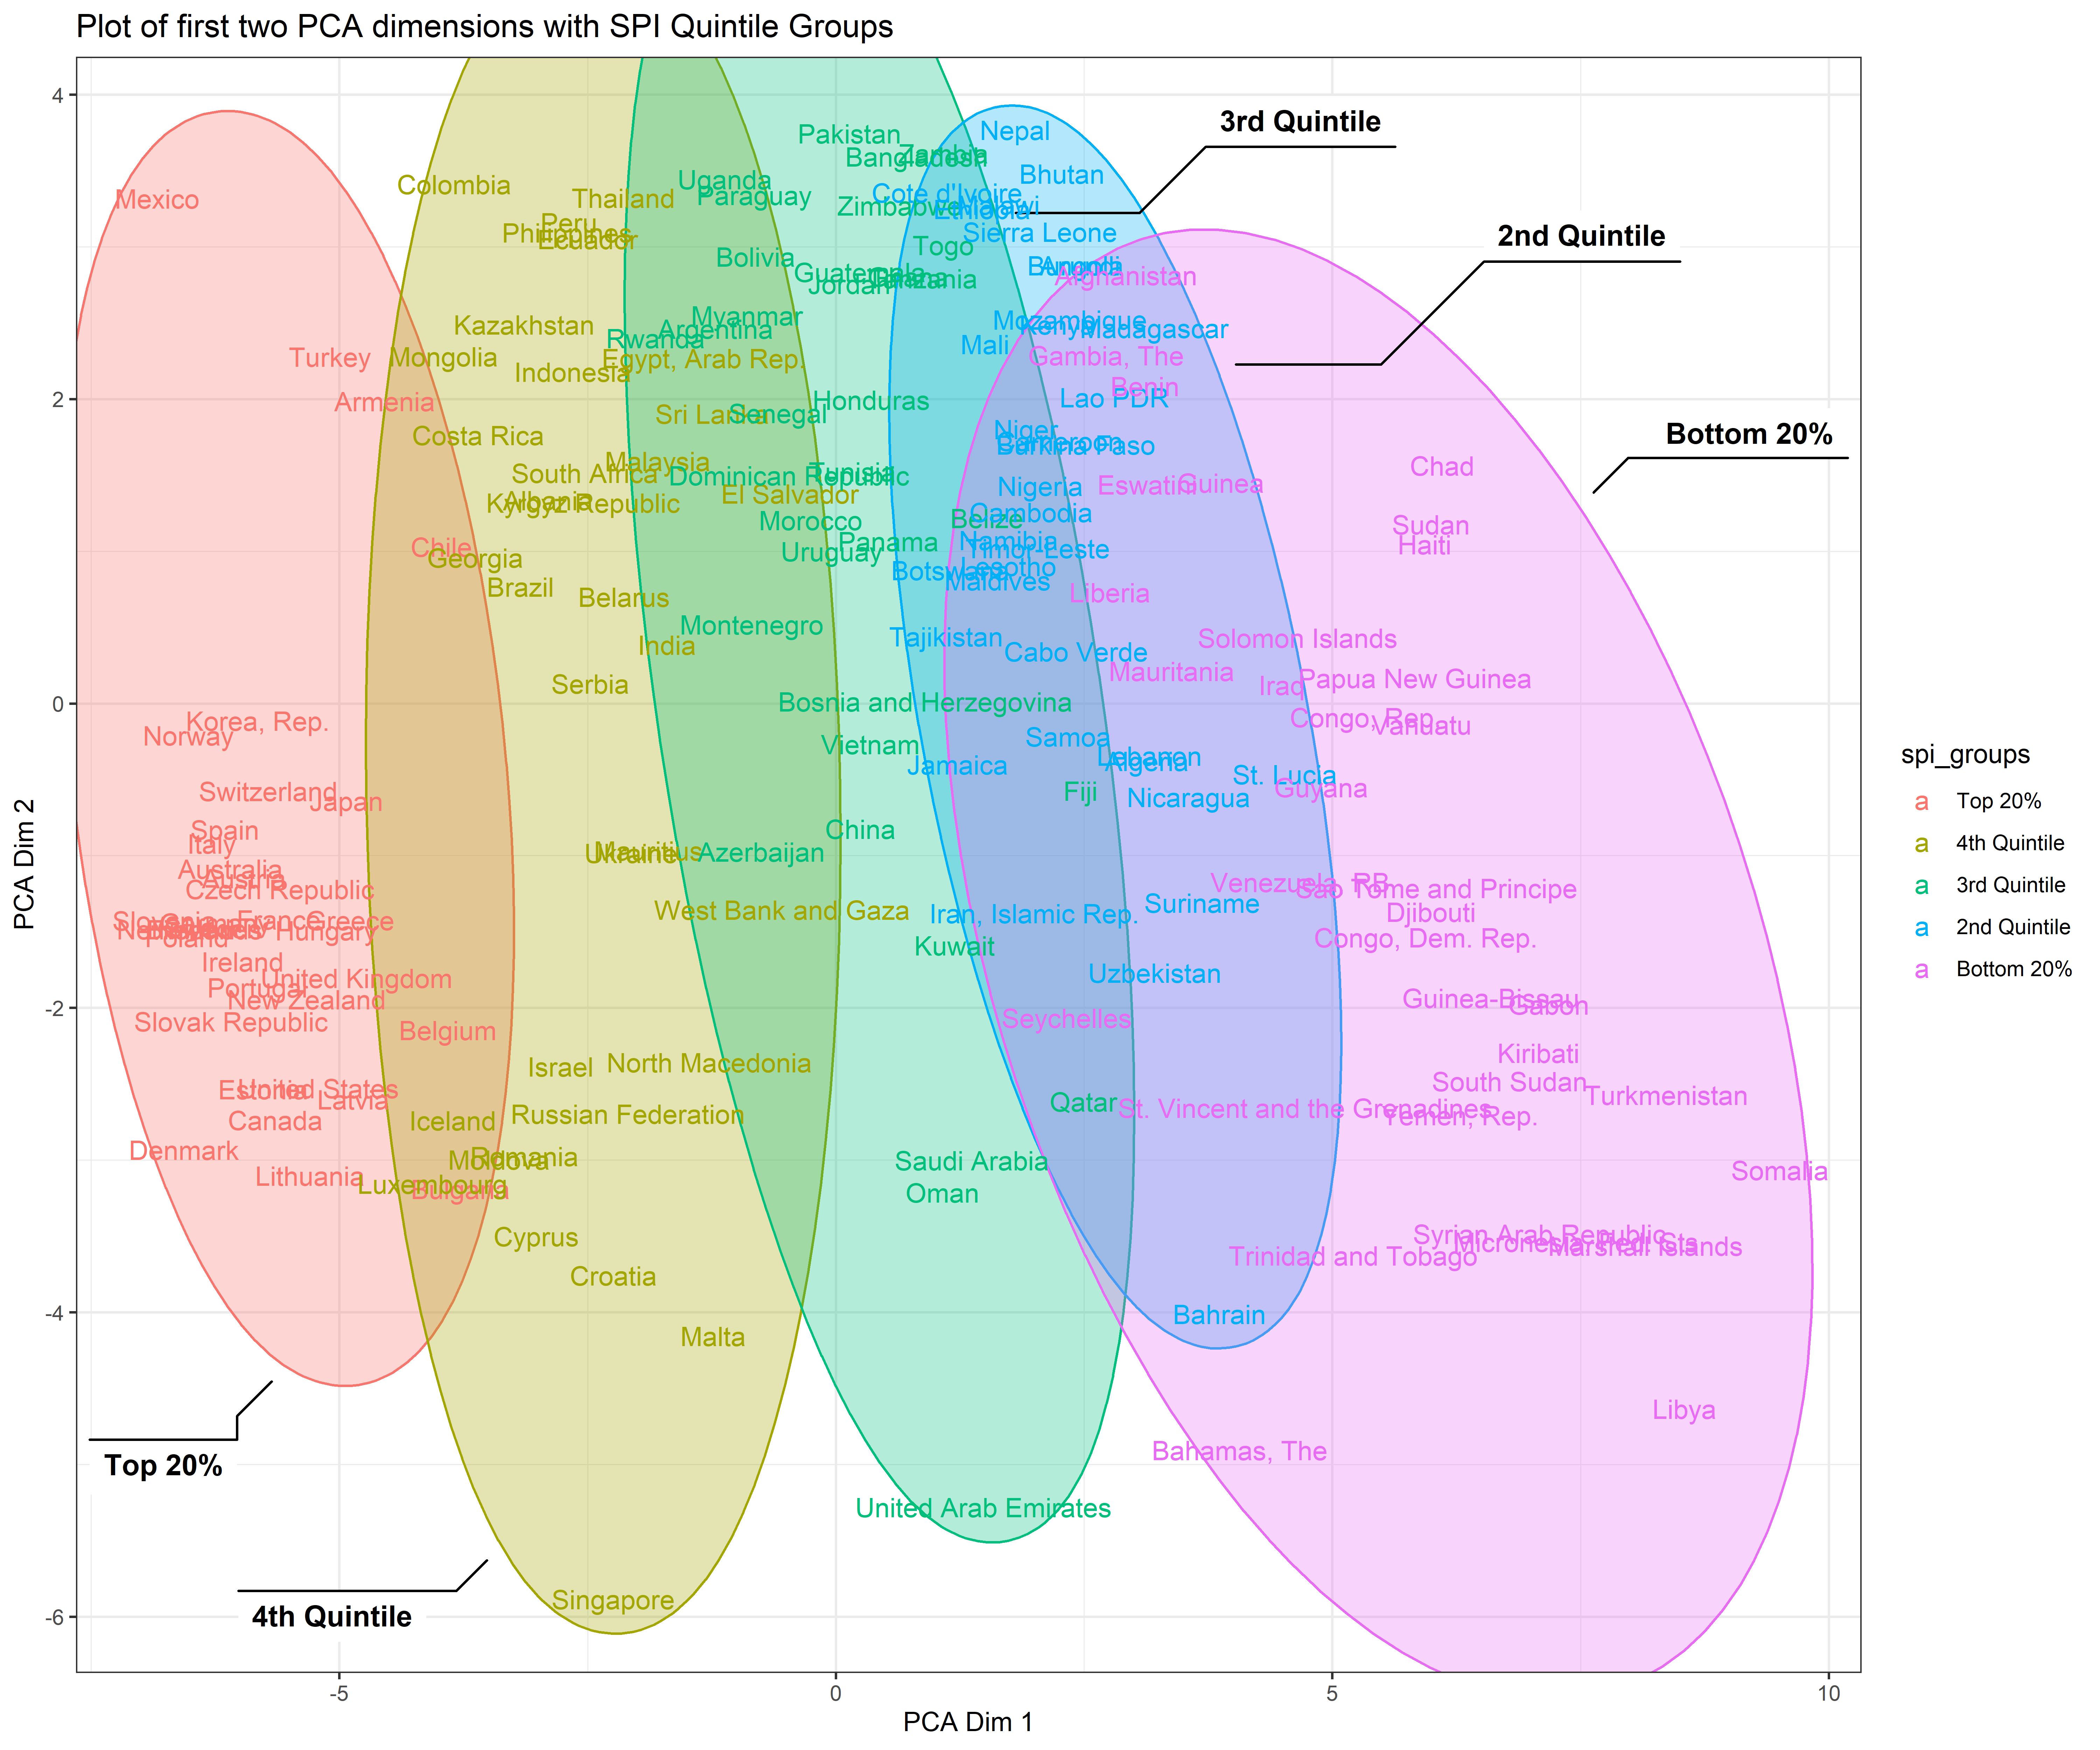 Plot of first two PCA dimensions with SPI Quintile Groups
4
3rd Quintile
Pakistan
Nepal
Zambia
Bangladesh
Bhutan
Uganda
Colombia
Mexico
Thailand
Paraguay
Cote d'Ivoire
Zimbabwe
Malawi
Ethiopia
Peru
Philippines
Ecuador
Sierra Leone
2nd Quintile
Togo
Bolivia
Burundi
Angola
Guatemala
Ghana
Tanzania
Afghanistan
Jordan
Myanmar
Kazakhstan
Argentina
Mozambique
Kenya
Madagascar
Rwanda
Mali
Turkey
Mongolia
Egypt, Arab Rep.
Gambia, The
Indonesia
Benin
2
Armenia
Honduras
Lao PDR
Sri Lanka
Senegal
Costa Rica
Niger
Cameroon
Burkina Faso
Bottom 20%
Malaysia
South Africa
Dominican Republic
Tunisia
Chad
El Salvador
Nigeria
Eswatini
Guinea
Albania
Kyrgyz Republic
Morocco
Belize
Cambodia
Sudan
Chile
Georgia
Panama
Uruguay
Namibia
Timor-Leste
Haiti
Botswana
Lesotho
Maldives
Brazil
Belarus
Liberia
Montenegro
India
Tajikistan
Cabo Verde
Solomon Islands
Serbia
Mauritania
Iraq
Papua New Guinea
0
Bosnia and Herzegovina
Korea, Rep.
Norway
Congo, Rep.
Vanuatu
Vietnam
Samoa
Jamaica
Lebanon
Algeria
St. Lucia
Guyana
Switzerland
Japan
Fiji
Nicaragua
Spain
Italy
China
Australia
Austria
Czech Republic
Mauritius
Ukraine
Azerbaijan
Venezuela, RB
Sao Tome and Principe
Slovenia
Germany
France
Greece
West Bank and Gaza
Iran, Islamic Rep.
Suriname
Djibouti
Hungary
Poland
Kuwait
Congo, Dem. Rep.
Ireland
United Kingdom
Portugal
New Zealand
Uzbekistan
Guinea-Bissau
Gabon
-2
Slovak Republic
Belgium
Seychelles
Israel
North Macedonia
Kiribati
Estonia
United States
Latvia
South Sudan
Turkmenistan
Canada
Iceland
Russian Federation
Qatar
St. Vincent and the Grenadines
Yemen, Rep.
Denmark
Moldova
Romania
Saudi Arabia
Somalia
Lithuania
Luxembourg
Bulgaria
Oman
Cyprus
Syrian Arab Republic
Micronesia, Fed. Sts.
Marshall Islands
Trinidad and Tobago
Croatia
-4
Malta
Bahrain
Libya
Top 20%
Bahamas, The
United Arab Emirates
4th Quintile
Singapore
-6
-5
0
5
10
PCA Dim 1
PCA Dim 2
spi_groups
a Top 20%
a 4th Quintile
a 3rd Quintile
a 2nd Quintile
a Bottom 20%